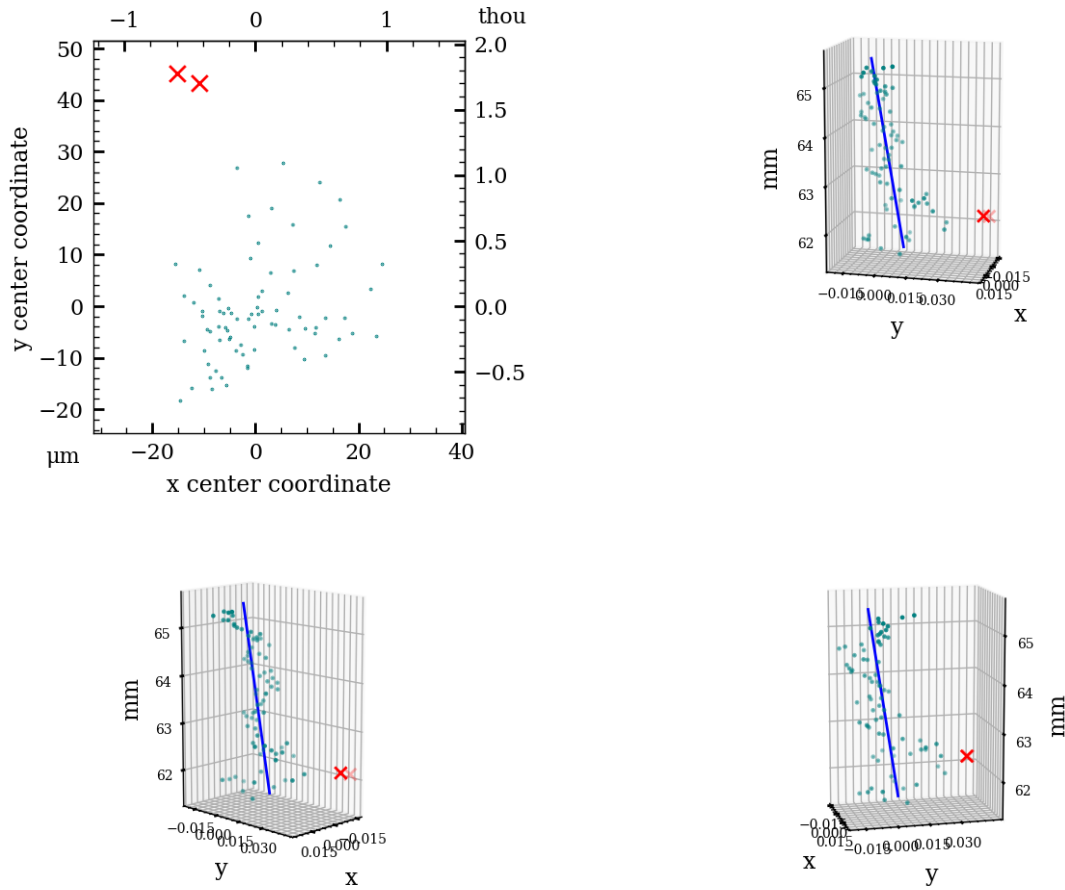 −1 0 1 thou
50 2.0
40 1.5
30 1.0
20 0.5
10 0.0
0 −0.5
−10
−20
y center coordinate
μm −20 0 20 40
x center coordinate
65
64
63
62
mm
−0.015 0.000 0.015 0.030
y
−0.015
0.000
0.015
x
65
64
63
62
mm
−0.015 0.000 0.015 0.030
y
0.015 0.000 −0.015
x
65
64
63
62
mm
−0.015
0.000
0.015
x
−0.015 0.000 0.015 0.030
y